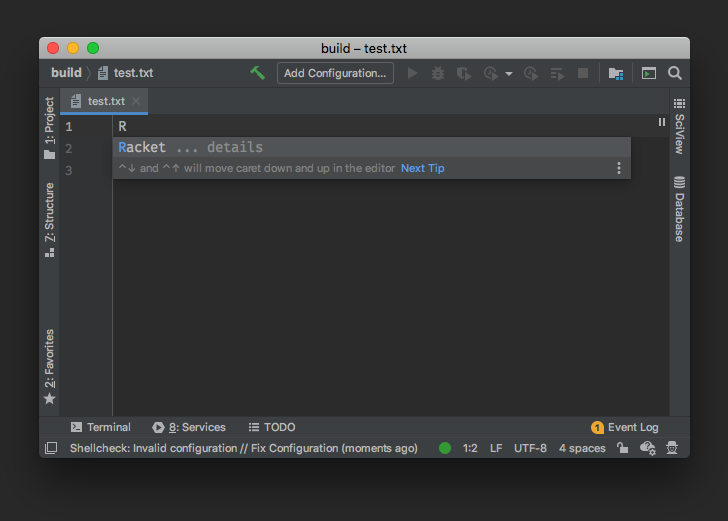 build – test.txt
build test.txt Add Configuration...
test.txt
1: Project
7: Structure
2: Favorites
1 R
2
3
Racket ... details
^↓ and ^↑ will move caret down and up in the editor Next Tip
SciView
Database
Terminal 8: Services TODO 1 Event Log
Shellcheck: Invalid configuration // Fix Configuration (moments ago) 1:2 LF UTF-8 4 spaces